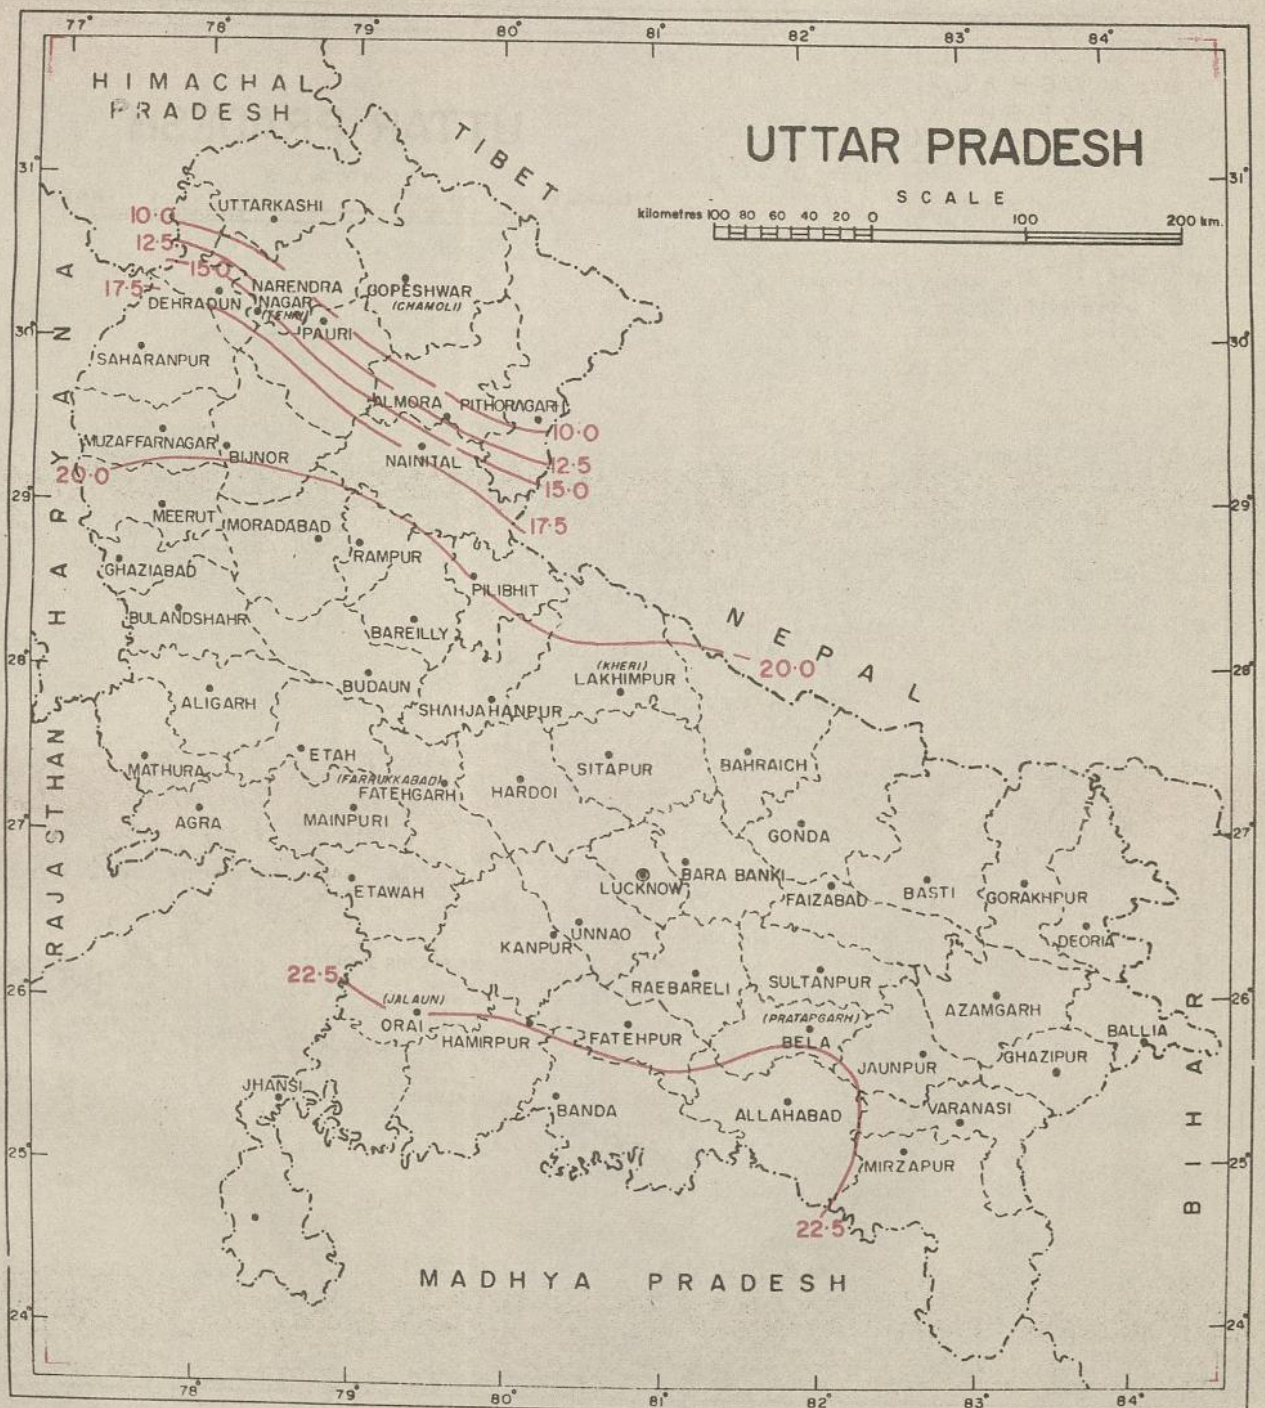 77° 78° 79° 80° 81° 82° 83° 84°
HIMACHAL
PRADESH
TIBET
UTTAR PRADESH
SCALE
kilometres 100 80 60 40 20 0 100 200 km.
31° 31°
UTTARKASHI
10·0
12·5
15·0
17·5
NARENDRA
NAGAR
(TEHRI)
GOPESHWAR
(CHAMOLI)
DEHRADUN
PAURI
30° 30°
SAHARANPUR
ALMORA
PITHORAGARH
10·0
MUZAFFARNAGAR
BIJNOR
NAINITAL
12·5
20·0
15·0
29° 29°
MEERUT
MORADABAD
17·5
RAMPUR
GHAZIABAD
PILIBHIT
HARYANA
BULANDSHAHR
BAREILLY
NEPAL
28° 28°
(KHERI)
LAKHIMPUR
20·0
BUDAUN
ALIGARH
SHAHJAHANPUR
ETAH
MATHURA
(FARRUKKABAD)
FATEHGARH
HARDOI
SITAPUR
BAHRAICH
27° 27°
AGRA
MAINPURI
GONDA
RAJASTHAN
ETAWAH
LUCKNOW
BARA BANKI
FAIZABAD
BASTI
GORAKHPUR
KANPUR
UNNAO
DEORIA
22·5
26° 26°
RAEBARELI
SULTANPUR
AZAMGARH
(JALAUN)
ORAI
HAMIRPUR
FATEHPUR
(PRATAPGARH)
BELA
JAUNPUR
GHAZIPUR
BALLIA
JHANSI
BANDA
ALLAHABAD
VARANASI
BIHAR
25° 25°
MIRZAPUR
22·5
MADHYA PRADESH
24° 24°
78° 79° 80° 81° 82° 83° 84°